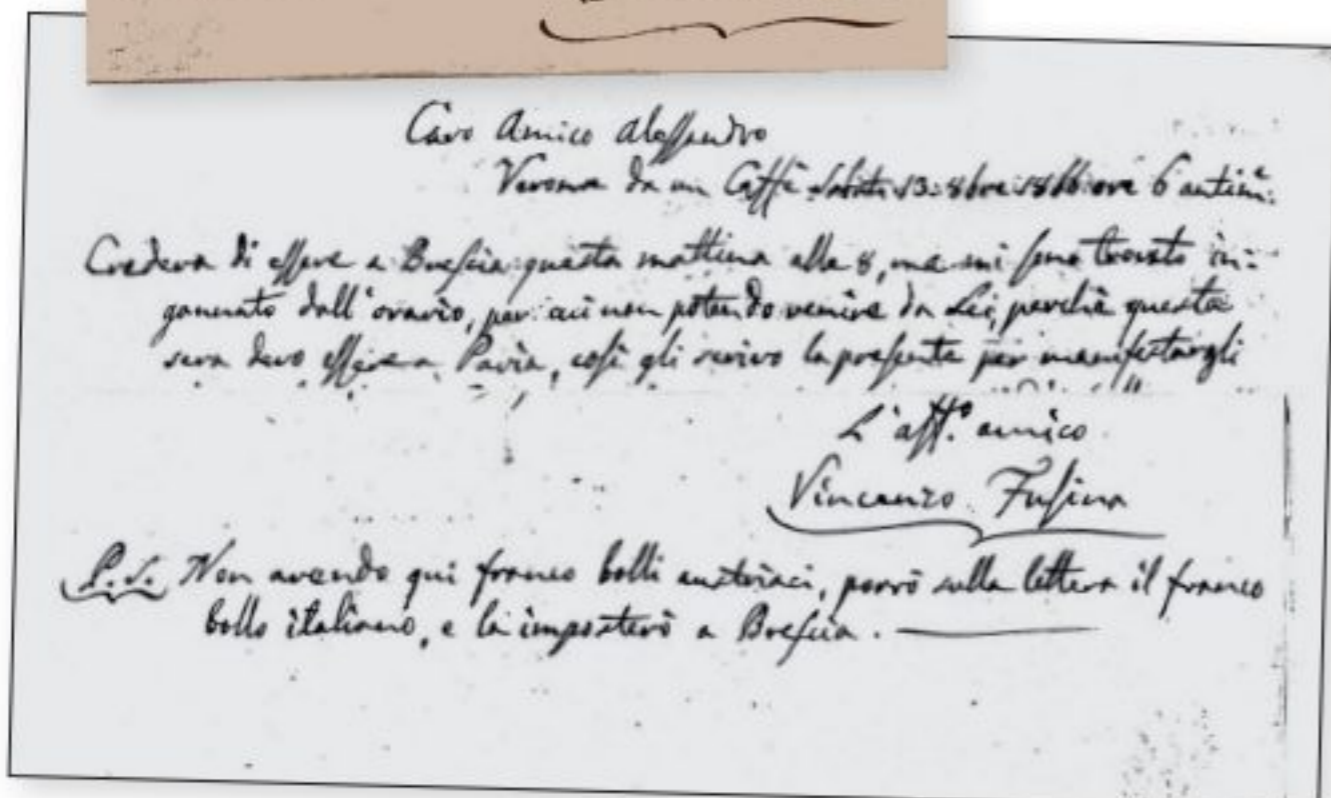 Caro Amico Alessandro
Verona da un Caffè Sabato 13: 8bre 1866 ore 6 antim:
Credeva di essere a Brescia questa mattina alle 8, ma mi sono trovato in:
gannato dall'orario, per cui non potendo venire da Lei, perchè questa
sera devo essere a Pavia, così gli scrivo la presente per manifestargli
L'aff.º amico
Vincenzo Fusina
P.S. Non avendo qui franco bolli austriaci, porrò sulla lettera il franco
bollo italiano, e la imposterò a Brescia.